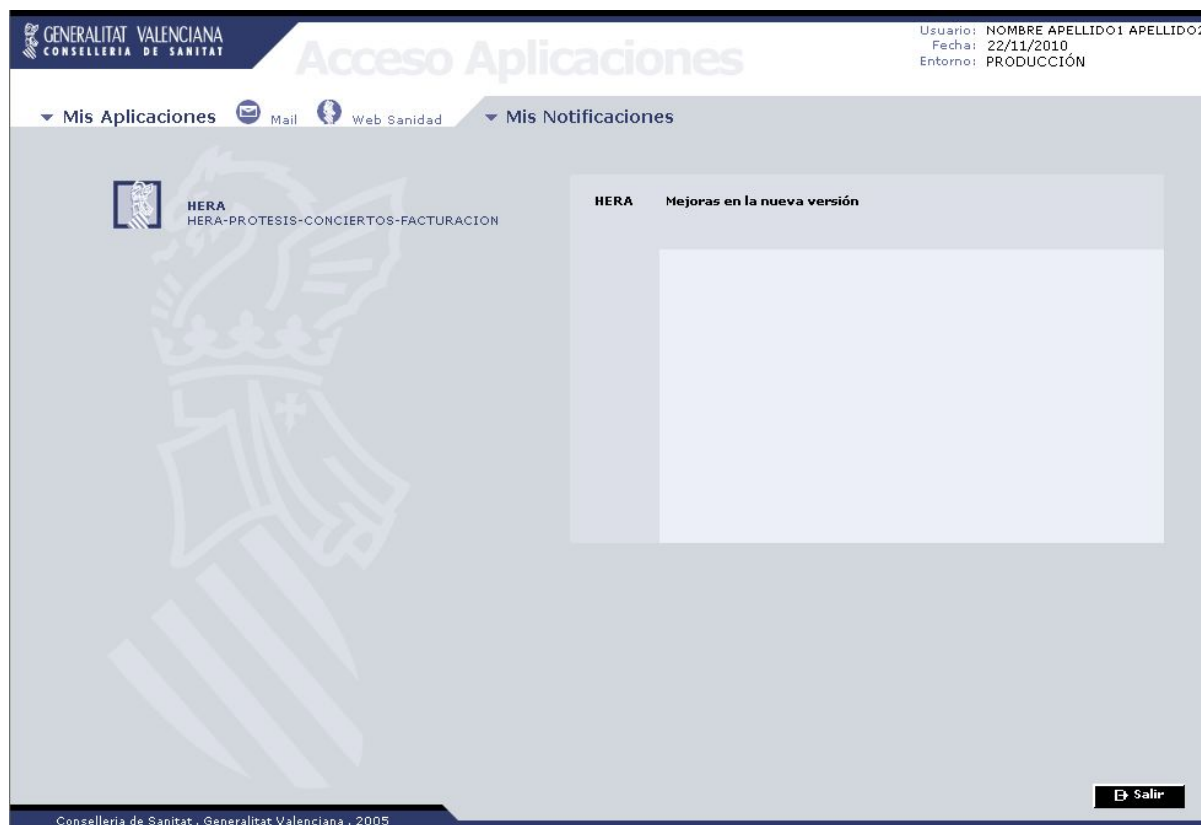 GENERALITAT VALENCIANA
CONSELLERIA DE SANITAT
Acceso Aplicaciones
Usuario: NOMBRE APELLIDO1 APELLIDO2
Fecha: 22/11/2010
Entorno: PRODUCCIÓN
Mis Aplicaciones Mail Web Sanidad Mis Notificaciones
HERA
HERA-PROTESIS-CONCIERTOS-FACTURACION
HERA Mejoras en la nueva versión
Salir
Conselleria de Sanitat . Generalitat Valenciana . 2005